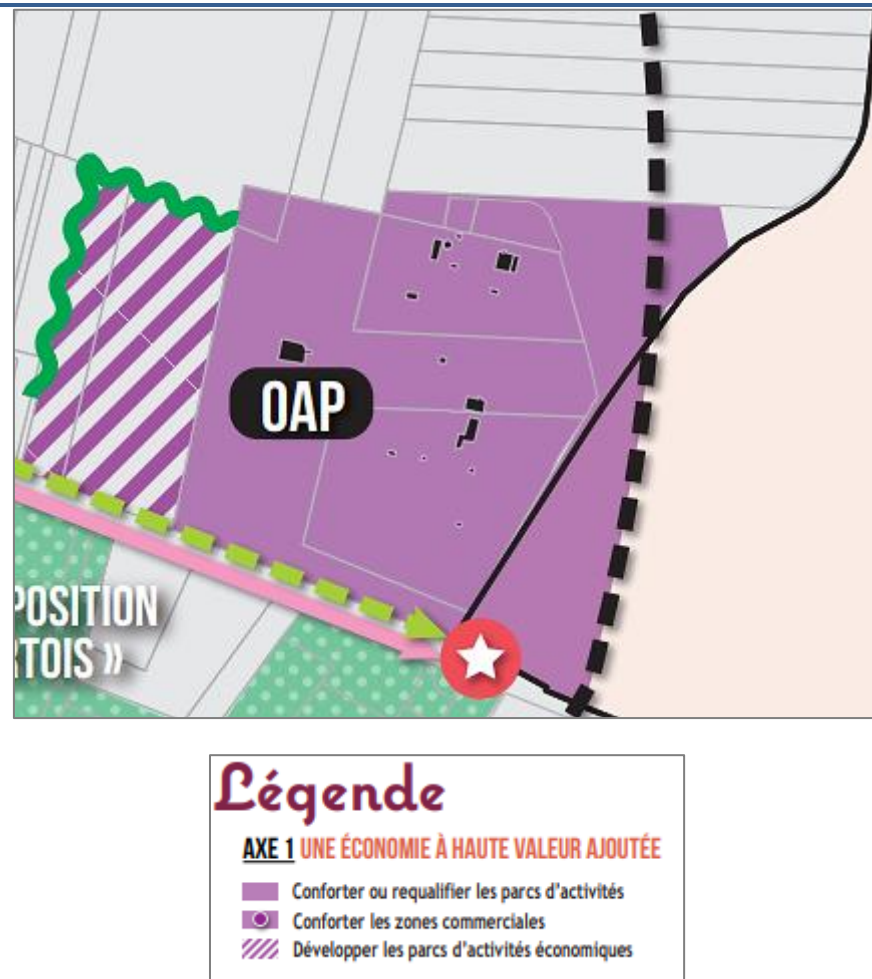 OAP
POSITION
RTOIS »
Légende
AXE 1 UNE ÉCONOMIE À HAUTE VALEUR AJOUTÉE
Conforter ou requalifier les parcs d'activités
Conforter les zones commerciales
Développer les parcs d'activités économiques